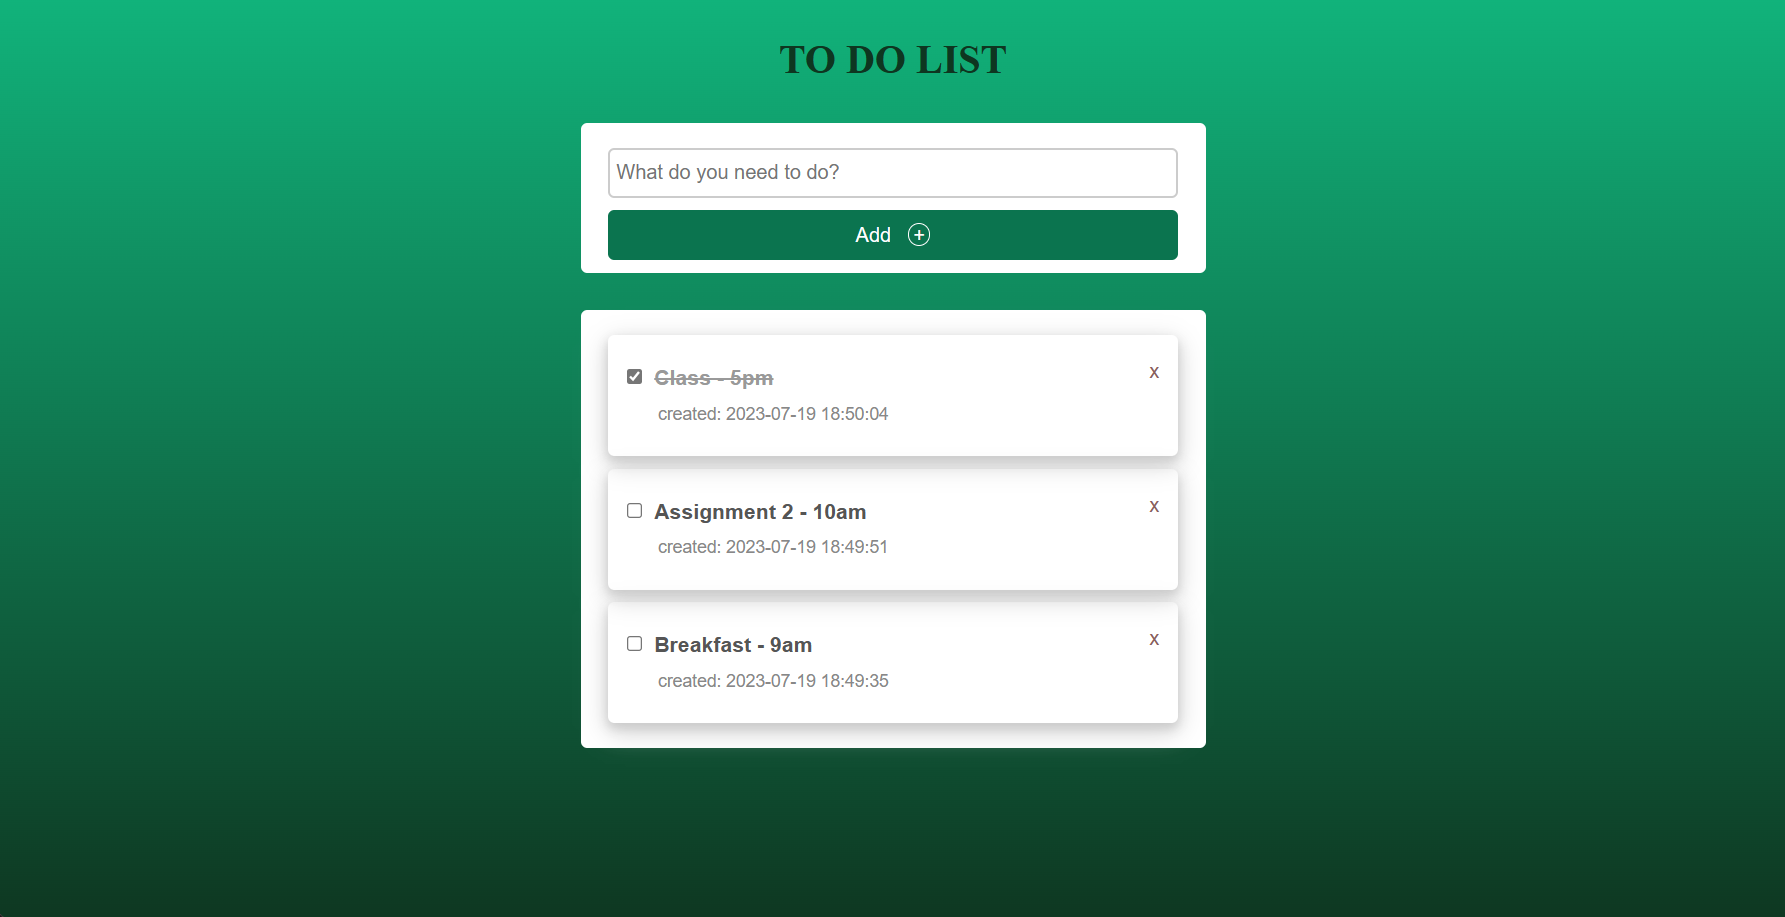 TO DO LIST
What do you need to do?
Add
Class - 5pm
x
created: 2023-07-19 18:50:04
Assignment 2 - 10am
x
created: 2023-07-19 18:49:51
Breakfast - 9am
x
created: 2023-07-19 18:49:35